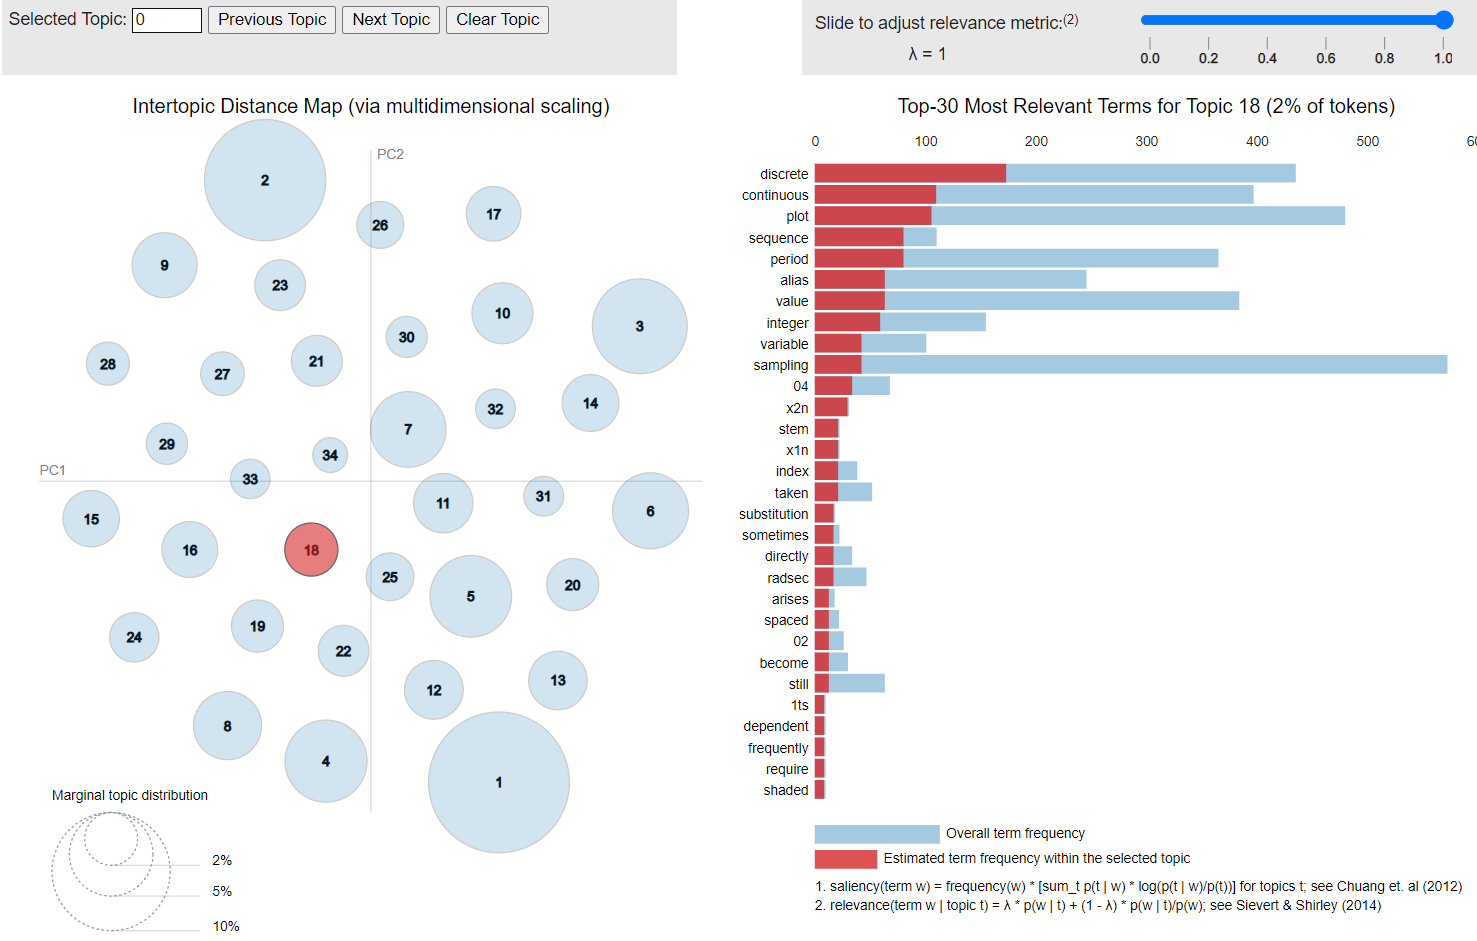 Selected Topic: 0 Previous Topic Next Topic Clear Topic
Slide to adjust relevance metric:(2)
λ = 1
0.0 0.2 0.4 0.6 0.8 1.0
Intertopic Distance Map (via multidimensional scaling)
PC2
PC1
2
26
17
9
23
10
3
30
28
27
21
14
32
7
29
34
33
31
11
6
15
16
18
25
5
20
19
24
22
13
12
8
4
1
Marginal topic distribution
2%
5%
10%
Top-30 Most Relevant Terms for Topic 18 (2% of tokens)
0 100 200 300 400 500
discrete
continuous
plot
sequence
period
alias
value
integer
variable
sampling
04
x2n
stem
x1n
index
taken
substitution
sometimes
directly
radsec
arises
spaced
02
become
still
1ts
dependent
frequently
require
shaded
Overall term frequency
Estimated term frequency within the selected topic
1. saliency(term w) = frequency(w) * [sum_t p(t | w) * log(p(t | w)/p(t))] for topics t; see Chuang et. al (2012)
2. relevance(term w | topic t) = λ * p(w | t) + (1 - λ) * p(w | t)/p(w); see Sievert & Shirley (2014)